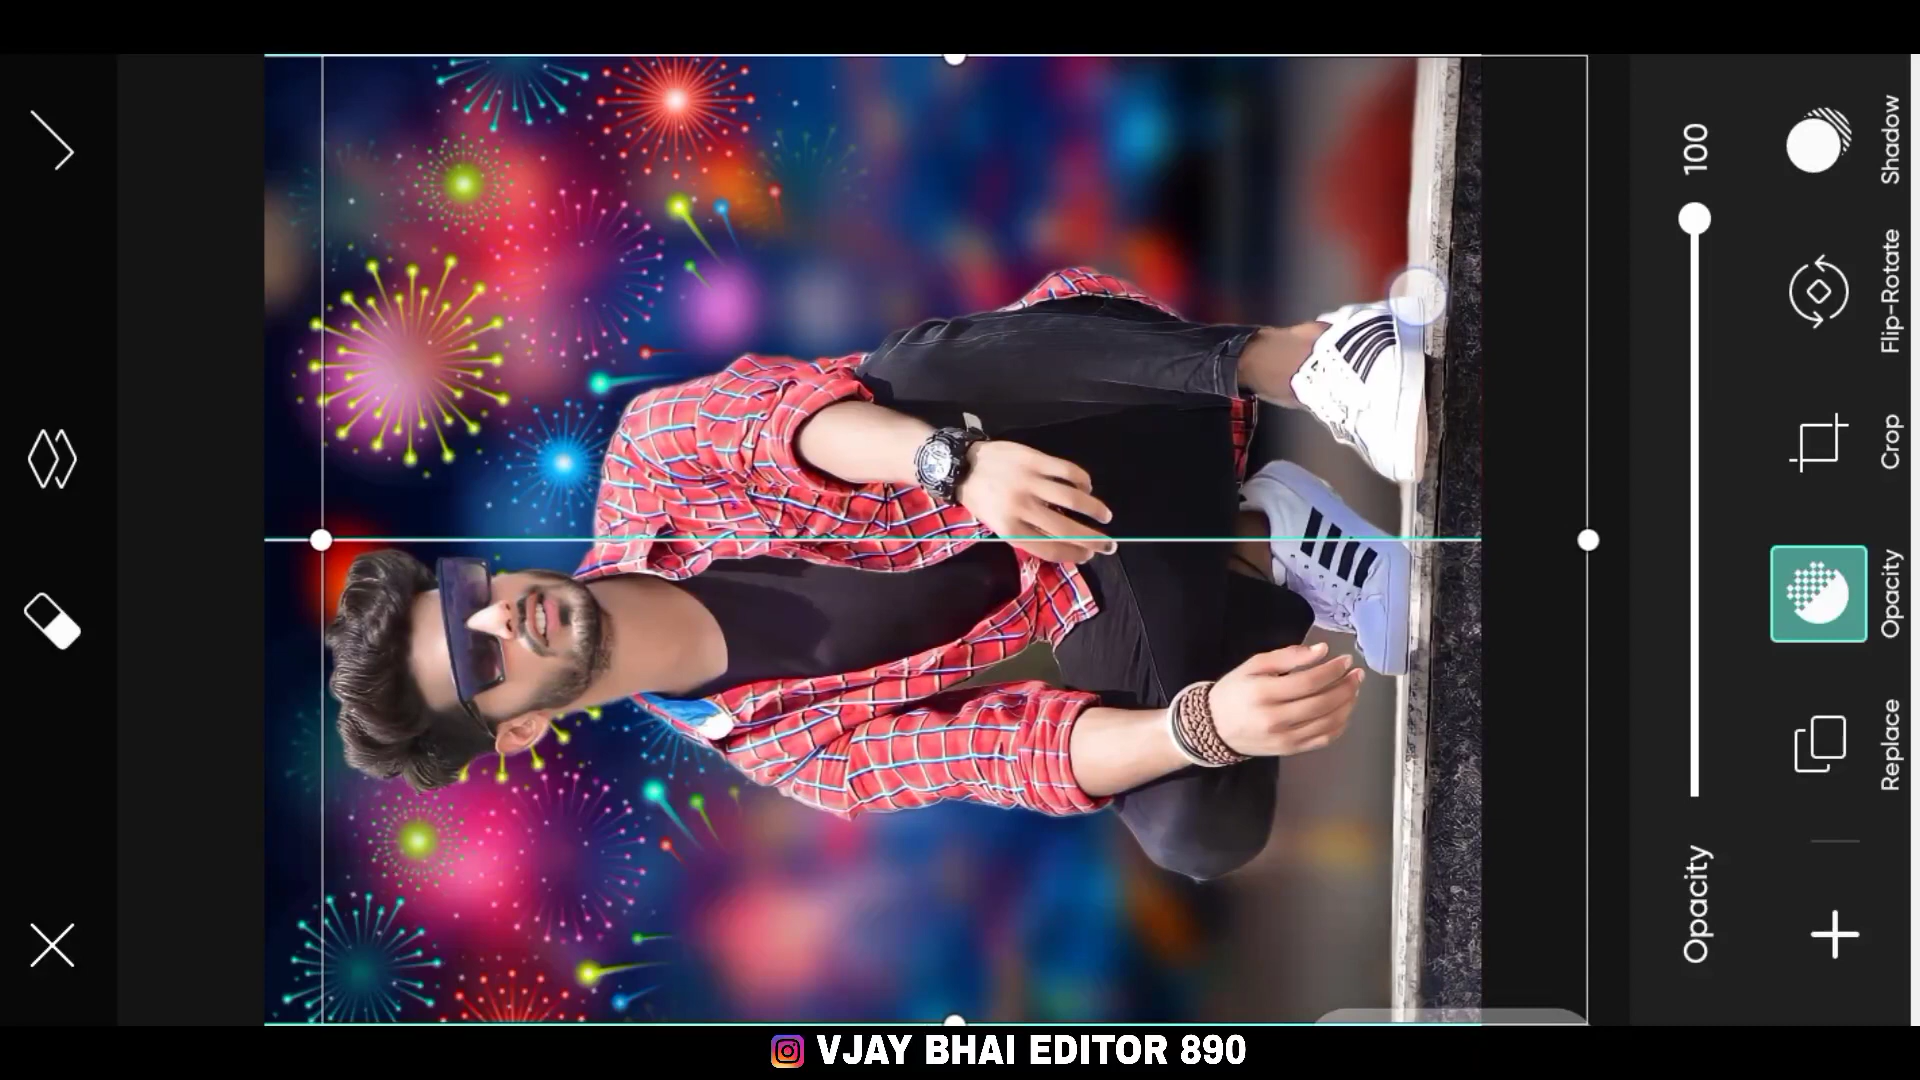 Shadow
Flip-Rotate
Crop
Opacity
Replace
100
Opacity
VJAY BHAI EDITOR 890